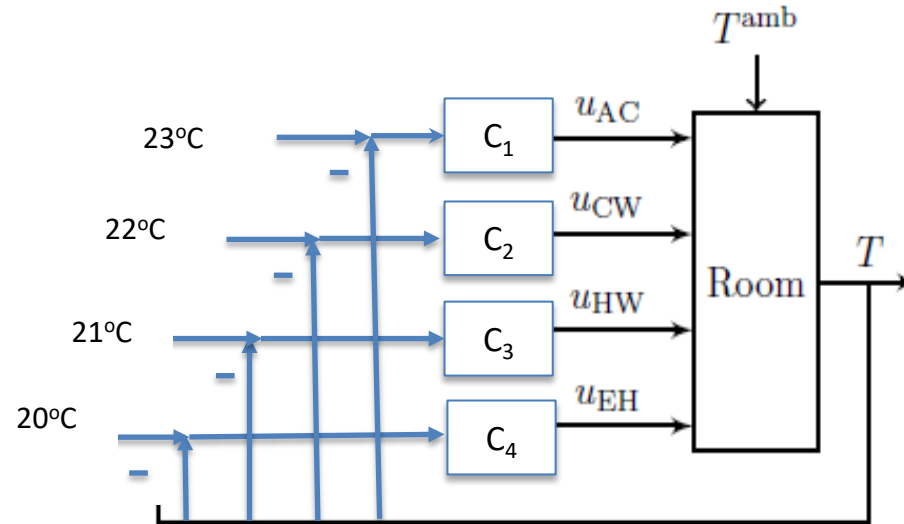 T^amb
23°C
C₁
u_AC
22°C
C₂
u_CW
T
Room
21°C
C₃
u_HW
20°C
C₄
u_EH